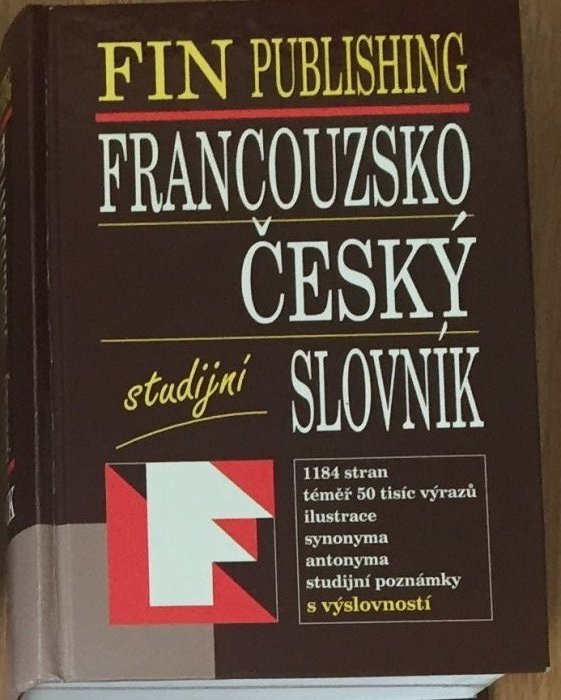 FIN PUBLISHING
FRANCOUZSKO
ČESKÝ
studijní SLOVNÍK
1184 stran
téměř 50 tisíc výrazů
ilustrace
synonyma
antonyma
studijní poznámky
s výslovností